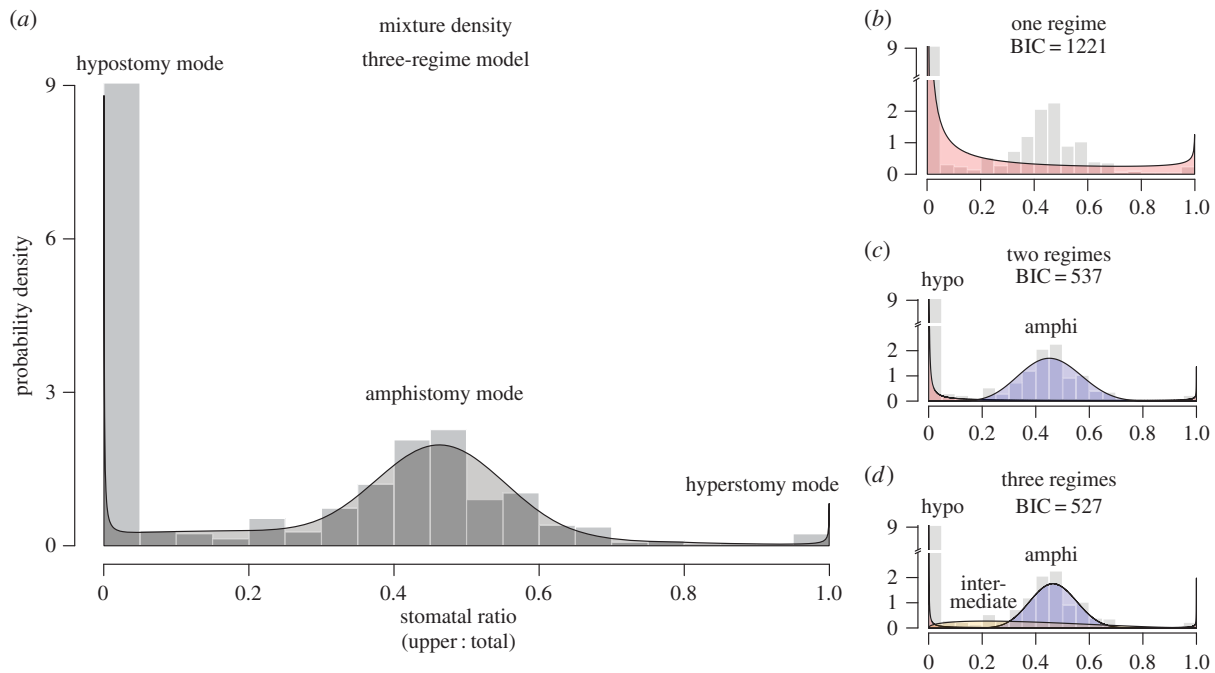 (a)
mixture density
three-regime model
hypostomy mode
amphistomy mode
hyperstomy mode
probability density
9
6
3
0
0
0.2
0.4
0.6
0.8
1.0
stomatal ratio
(upper : total)
(b)
one regime
BIC = 1221
9
2
1
0
0
0.2
0.4
0.6
0.8
1.0
(c)
two regimes
BIC = 537
hypo
amphi
9
2
1
0
0
0.2
0.4
0.6
0.8
1.0
(d)
three regimes
BIC = 527
hypo
amphi
inter-
mediate
9
2
1
0
0
0.2
0.4
0.6
0.8
1.0